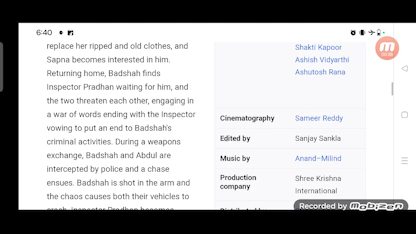 6:40
replace her ripped and old clothes, and
Sapna becomes interested in him.
Returning home, Badshah finds
Inspector Pradhan waiting for him, and
the two threaten each other, engaging in
a war of words ending with the Inspector
vowing to put an end to Badshah's
criminal activities. During a weapons
exchange, Badshah and Abdul are
intercepted by police and a chase
ensues. Badshah is shot in the arm and
the chaos causes both their vehicles to
Shakti Kapoor
Ashish Vidyarthi
Ashutosh Rana
Cinematography Sameer Reddy
Edited by Sanjay Sankla
Music by Anand–Milind
Production Shree Krishna
company International
Recorded by mobizen